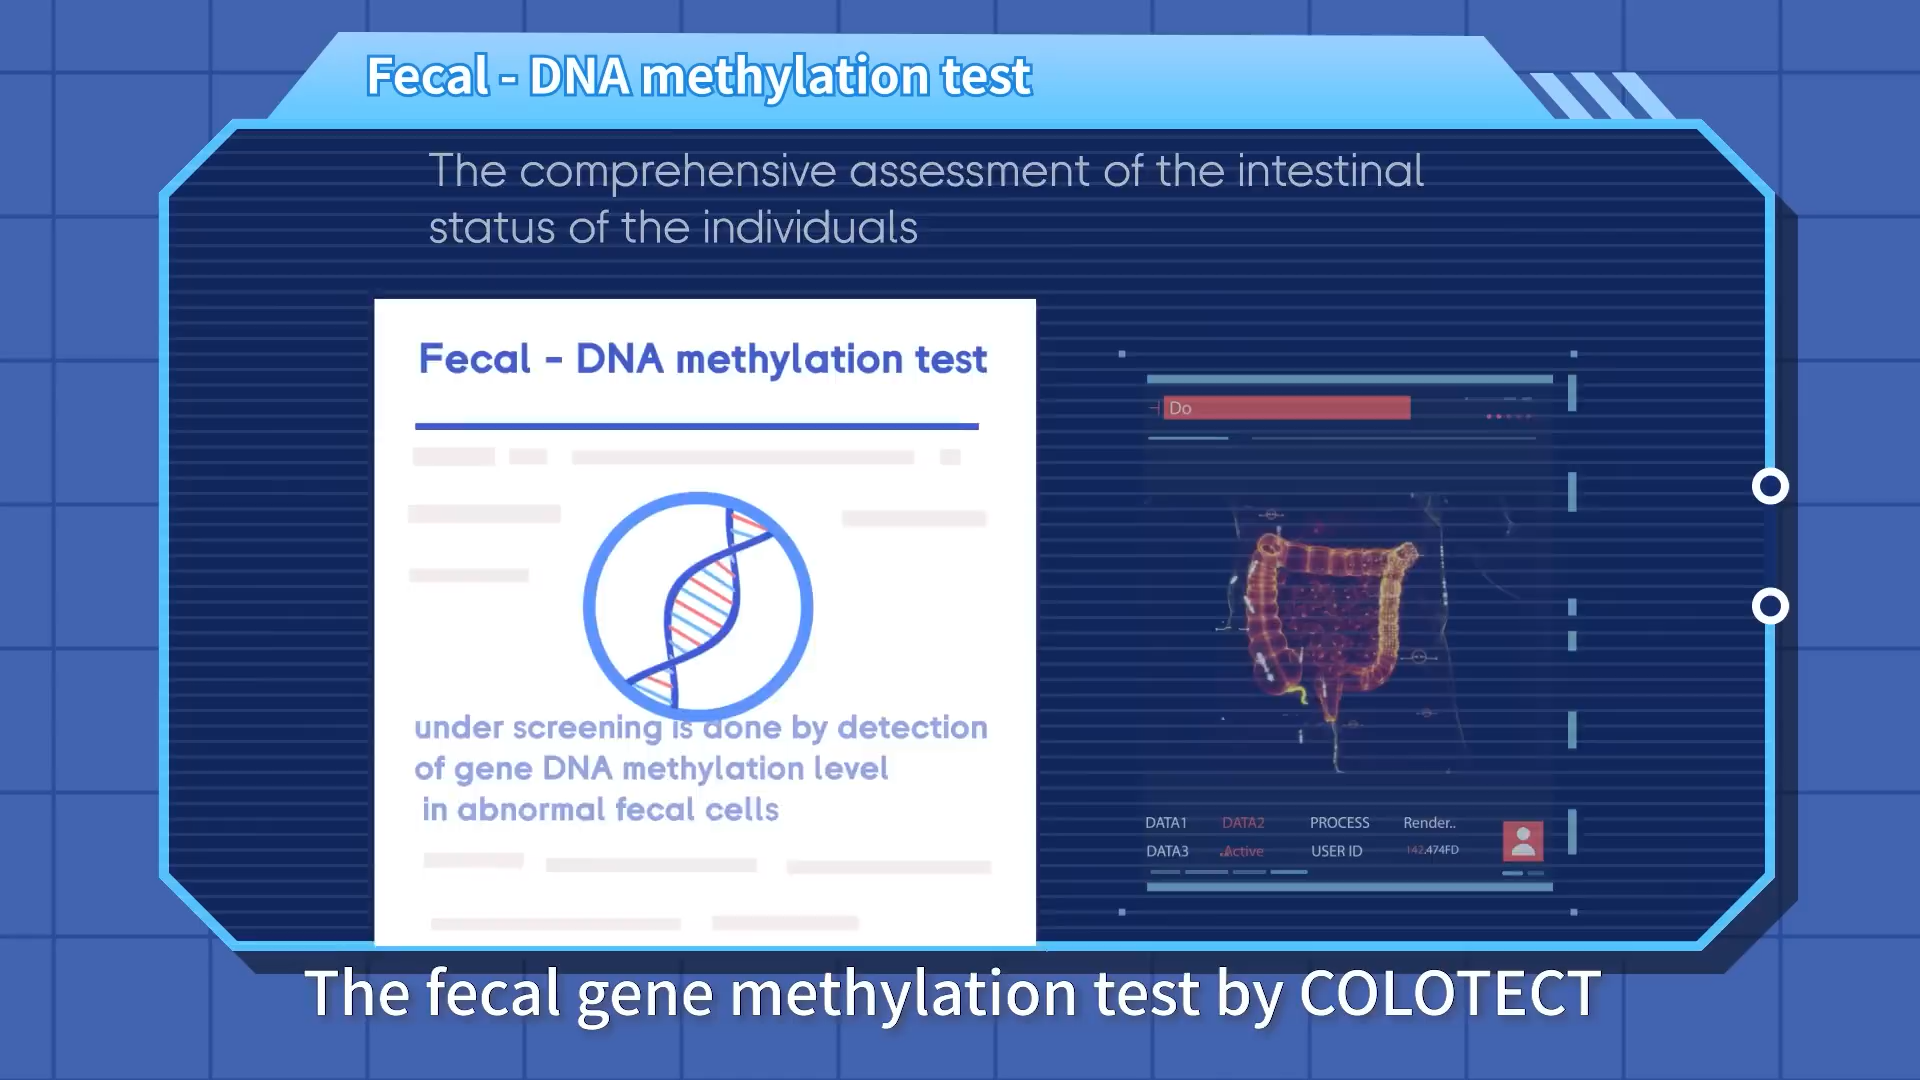 Fecal - DNA methylation test
The comprehensive assessment of the intestinal
status of the individuals
Fecal - DNA methylation test
under screening is done by detection
of gene DNA methylation level
in abnormal fecal cells
Do
DATA1 DATA2 PROCESS Render..
DATA3 .Active USER ID 142.474FD
The fecal gene methylation test by COLOTECT